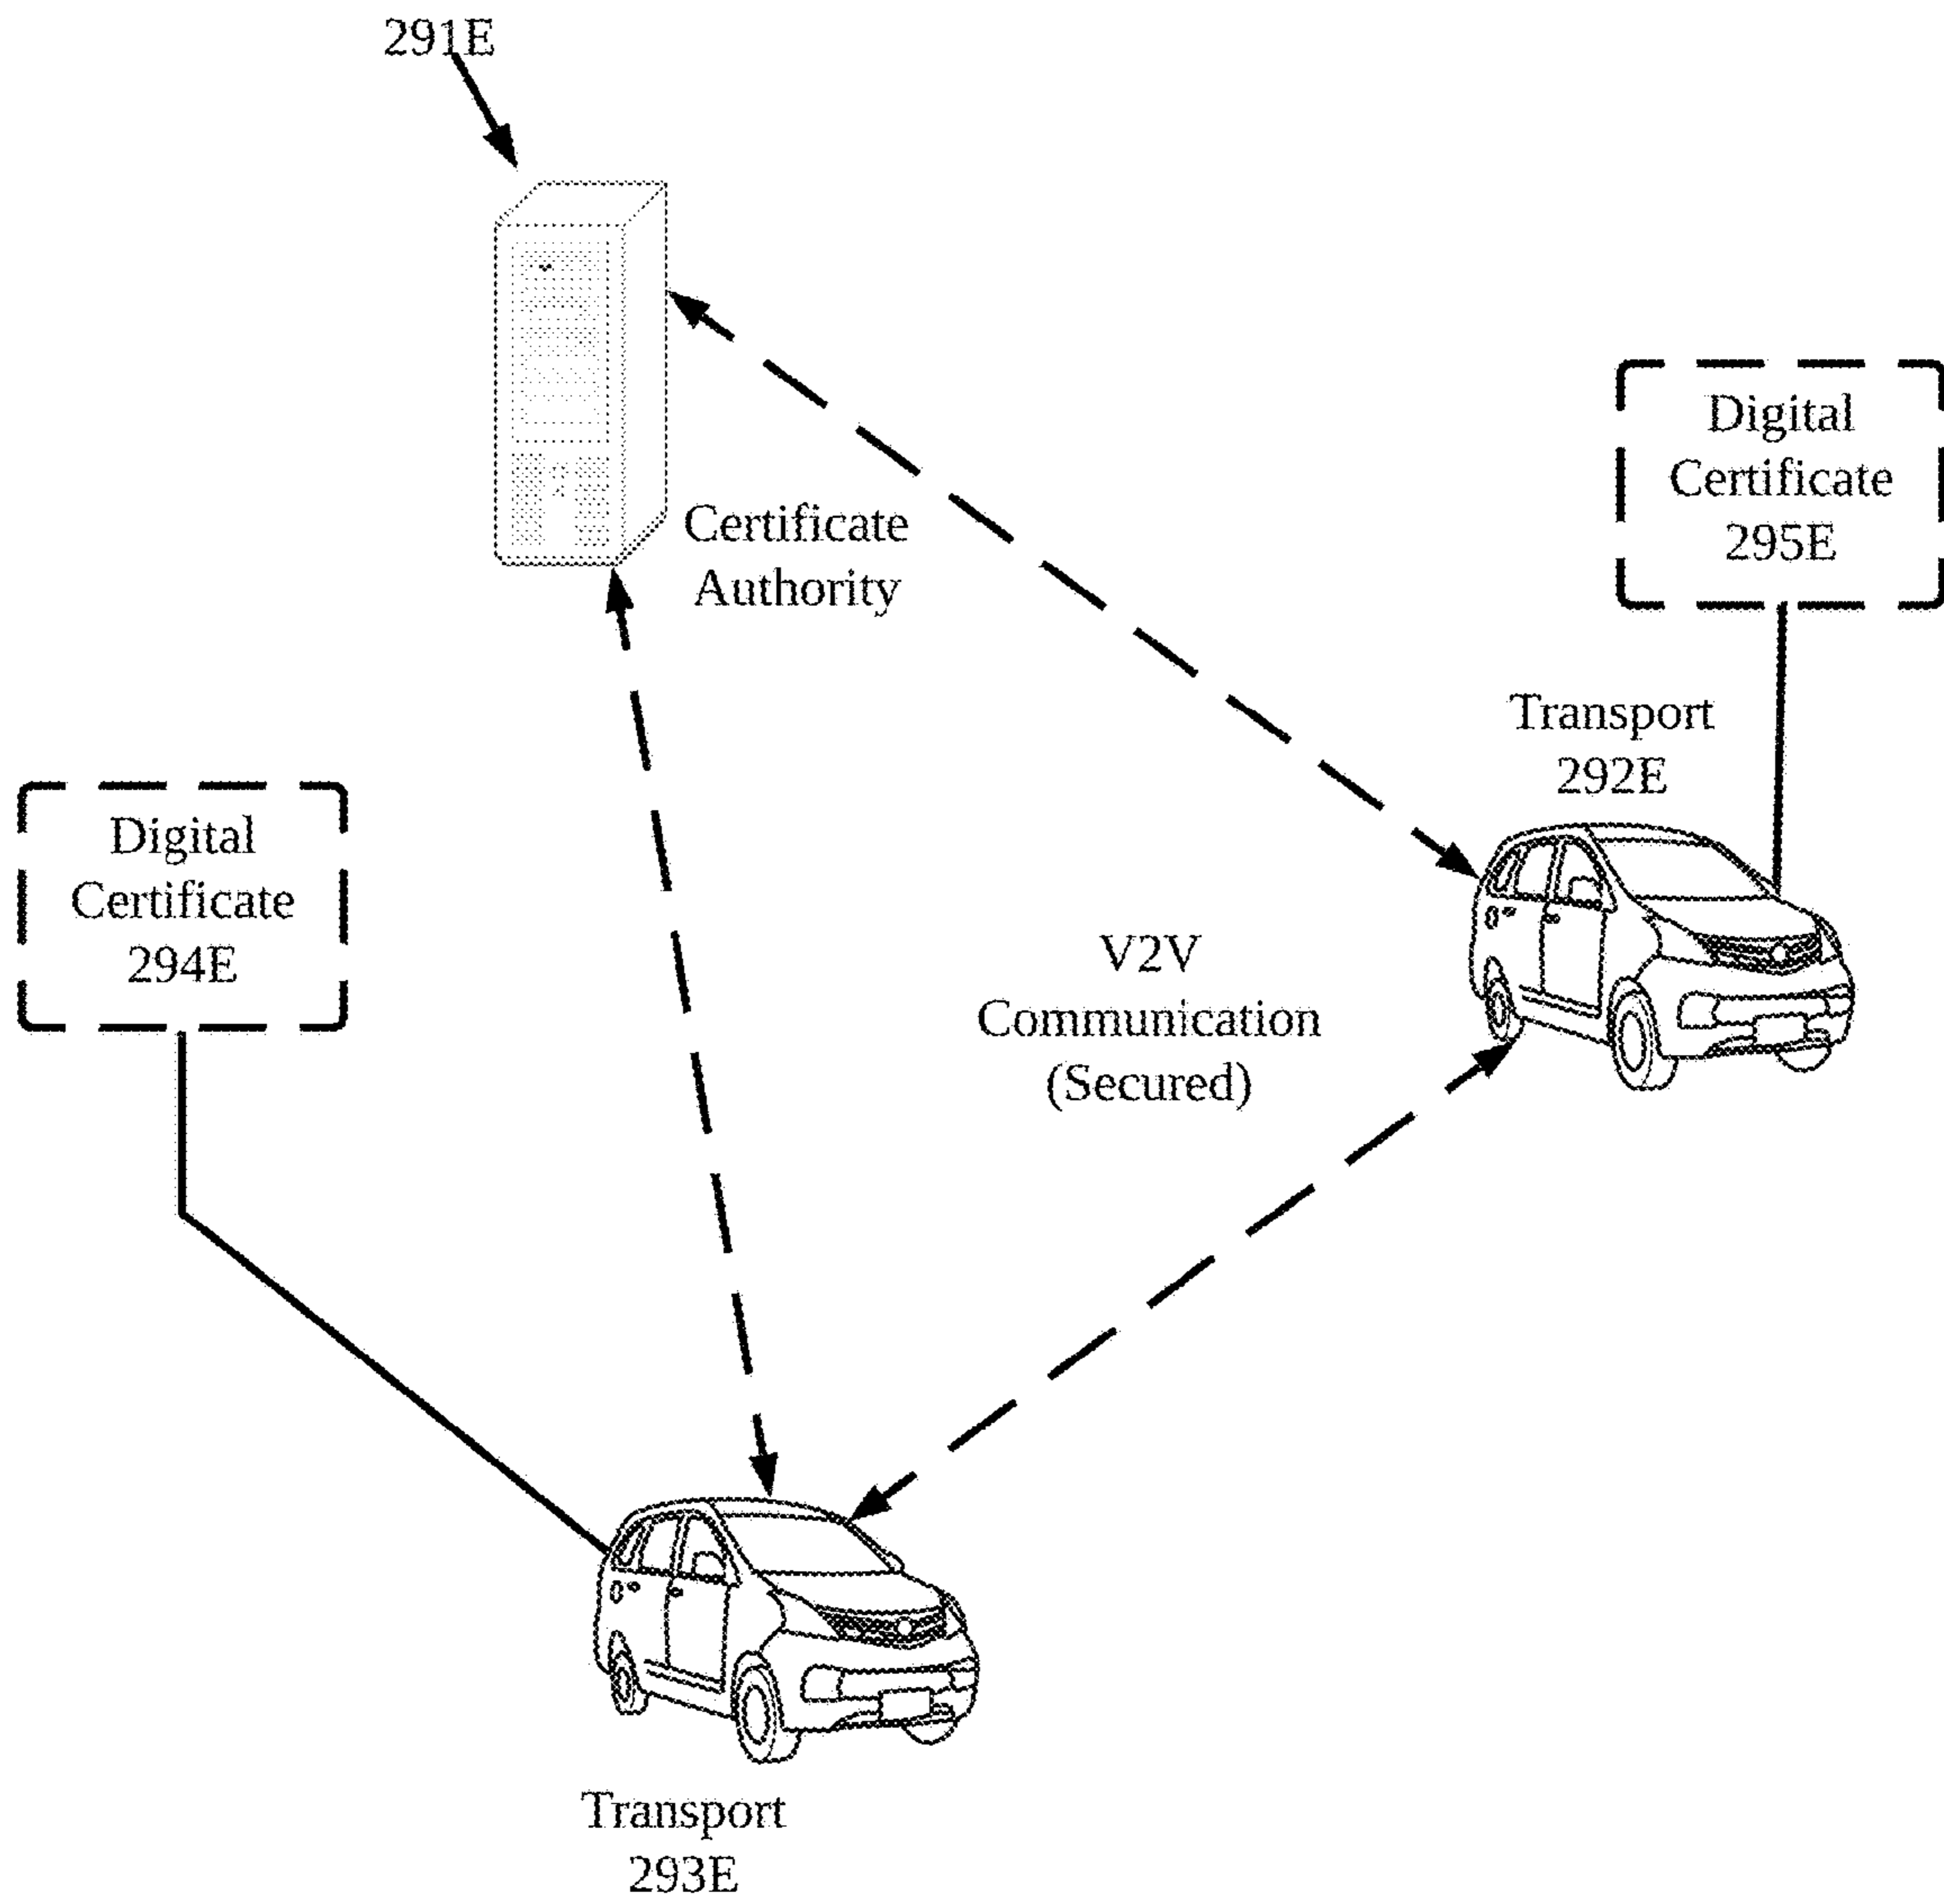 291E
Certificate
Authority
Digital
Certificate
295E
Transport
292E
Digital
Certificate
294E
V2V
Communication
(Secured)
Transport
293E